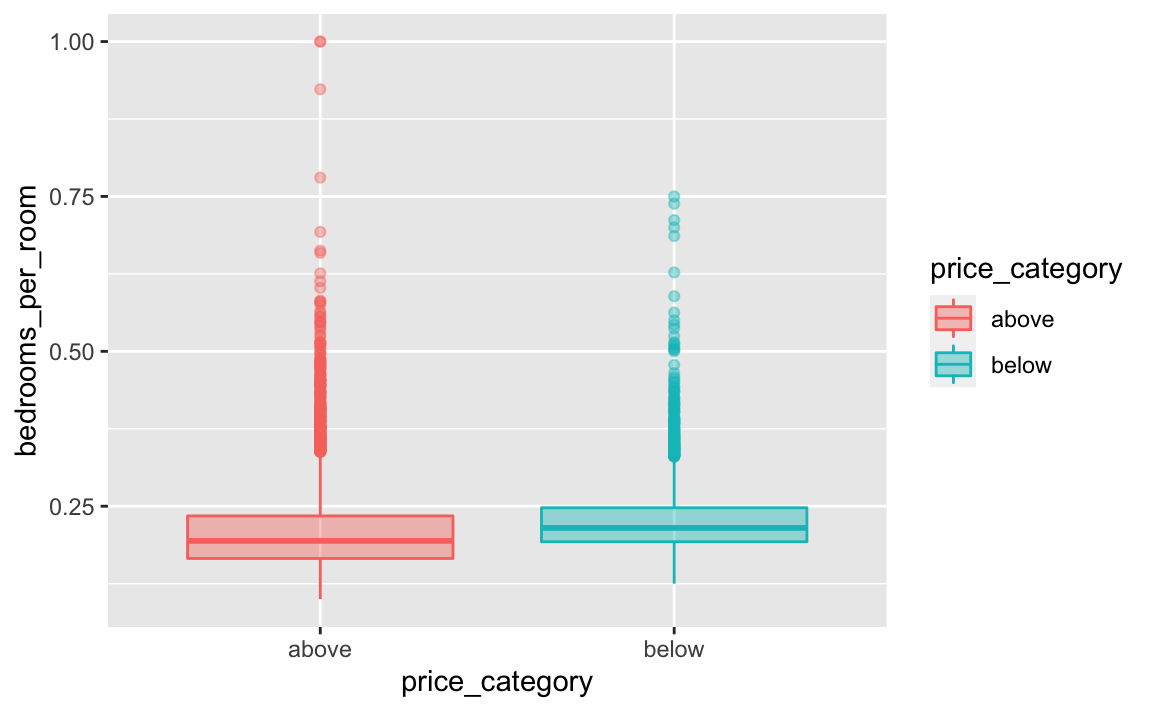 1.00
0.75
0.50
0.25
bedrooms_per_room
above
below
price_category
price_category
above
below